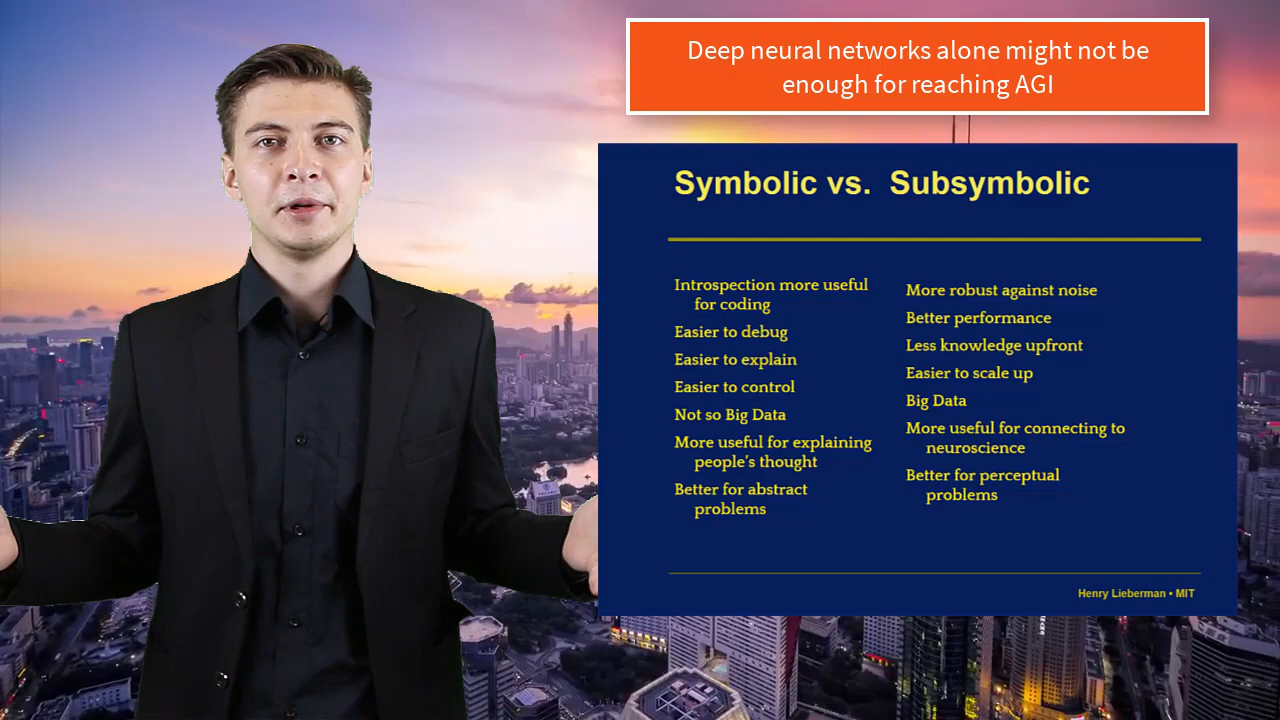 Deep neural networks alone might not be
enough for reaching AGI
Symbolic vs. Subsymbolic
Introspection more useful
for coding
Easier to debug
Easier to explain
Easier to control
Not so Big Data
More useful for explaining
people's thought
Better for abstract
problems
More robust against noise
Better performance
Less knowledge upfront
Easier to scale up
Big Data
More useful for connecting to
neuroscience
Better for perceptual
problems
Henry Lieberman • MIT